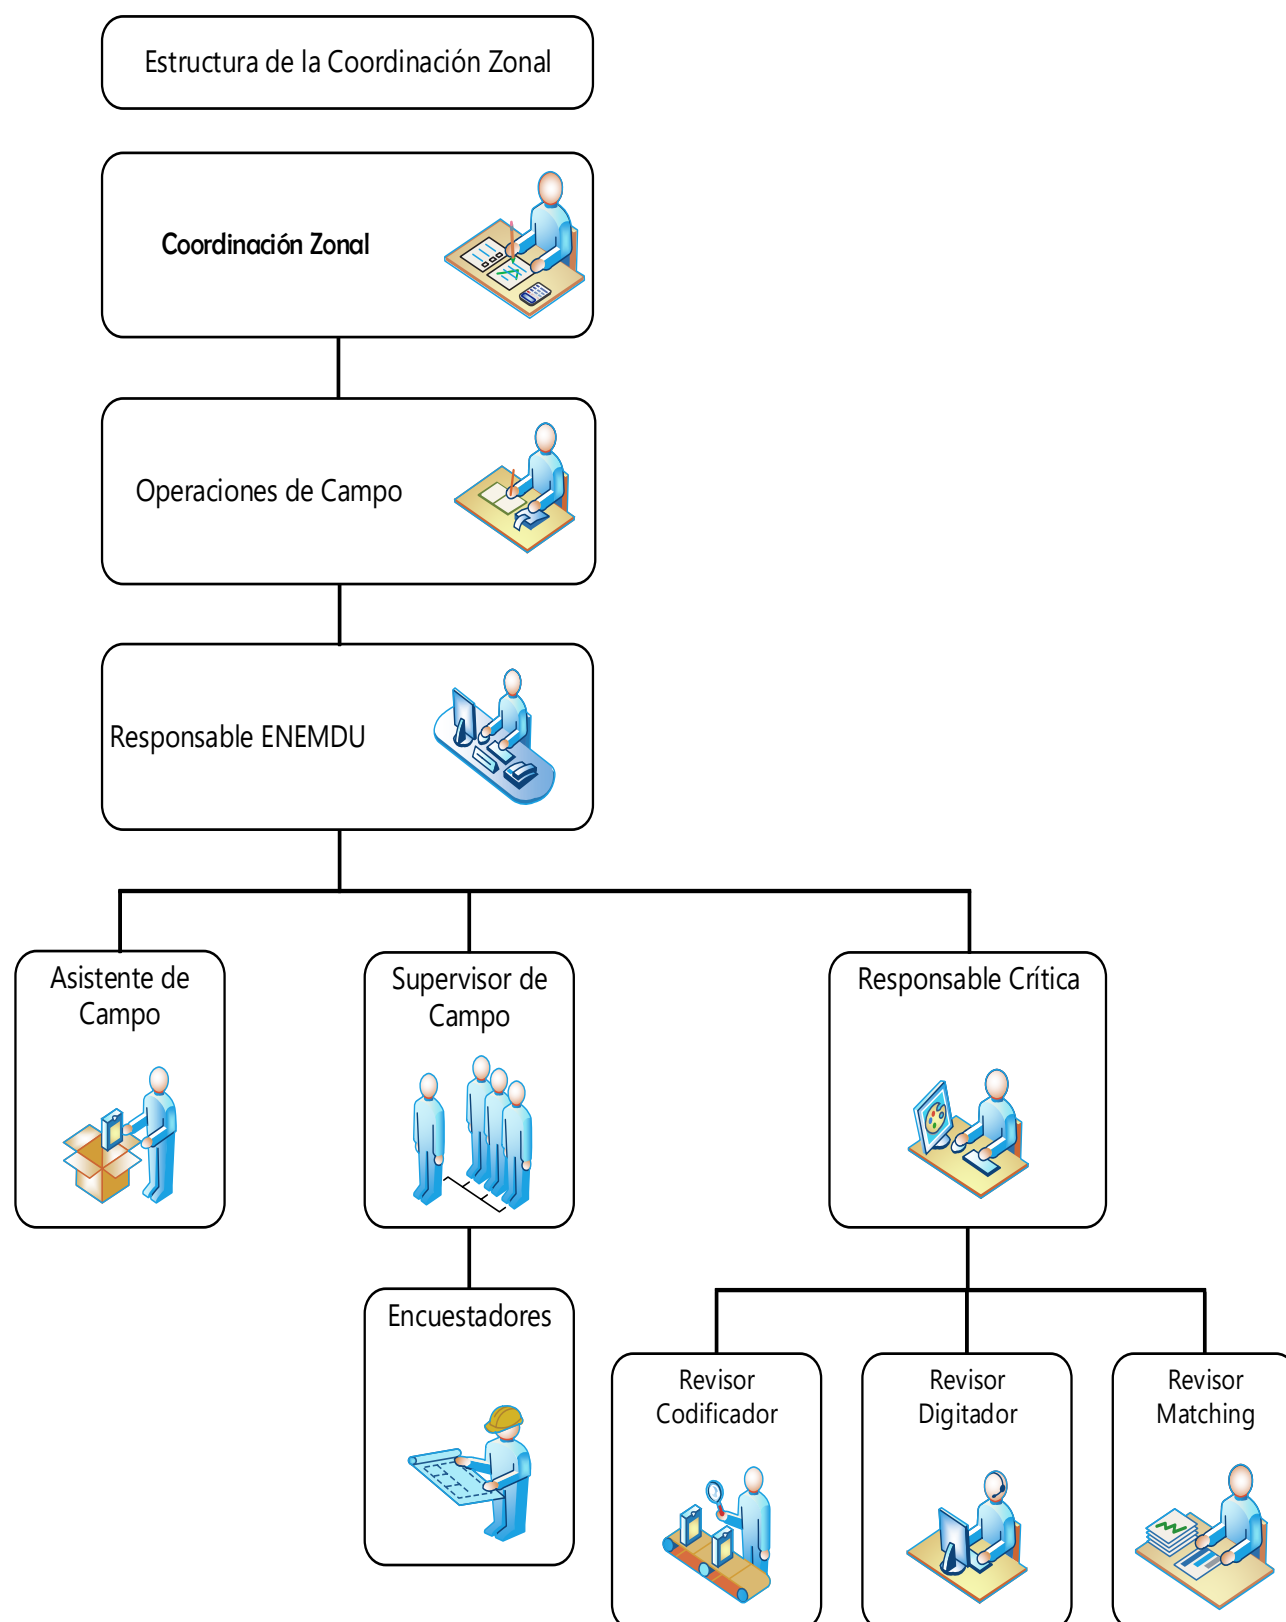 Estructura de la Coordinación Zonal
Coordinación Zonal
Operaciones de Campo
Responsable ENEMDU
Asistente de
Campo
Supervisor de
Campo
Responsable Crítica
Encuestadores
Revisor
Codificador
Revisor
Digitador
Revisor
Matching